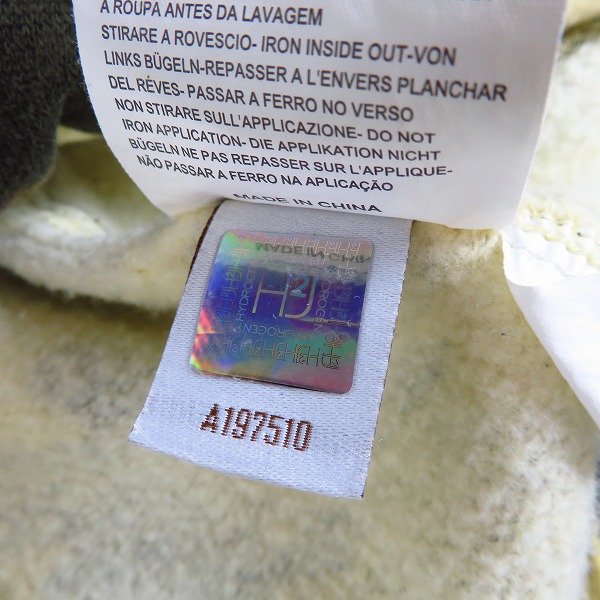 A ROUPA ANTES DA LAVAGEM
STIRARE A ROVESCIO- IRON INSIDE OUT-VON
LINKS BÜGELN-REPASSER A L'ENVERS PLANCHAR
DEL RÉVES- PASSAR A FERRO NO VERSO
NON STIRARE SULL'APPLICAZIONE- DO NOT
IRON APPLICATION- DIE APPLIKATION NICHT
BÜGELN NE PAS REPASSER SUR L'APPLIQUE-
NÃO PASSAR A FERRO NA APLICAÇÃO
MADE IN CHINA
HYDROGEN
A197510